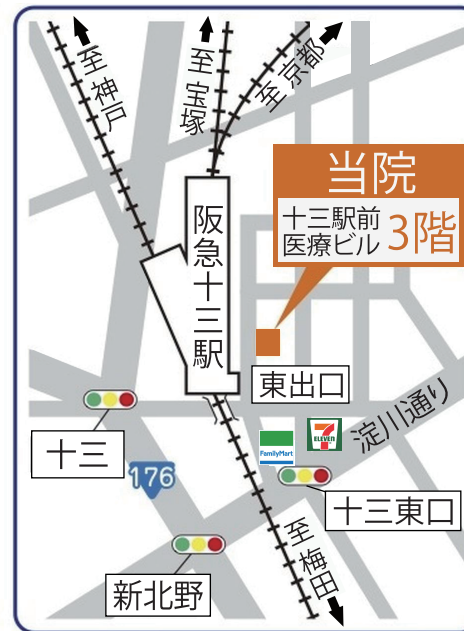 至神戸
至宝塚
至京都
当院
十三駅前
医療ビル
3階
阪急十三駅
東出口
淀川通り
7
ELEVEN
FamilyMart
十三
176
十三東口
至梅田
新北野